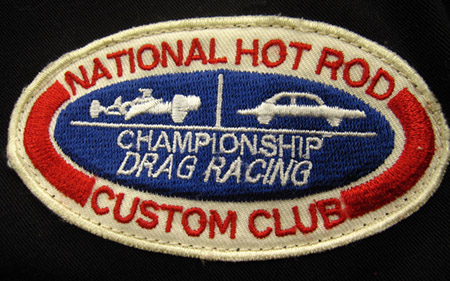 NATIONAL HOT ROD
CHAMPIONSHIP
DRAG RACING
CUSTOM CLUB